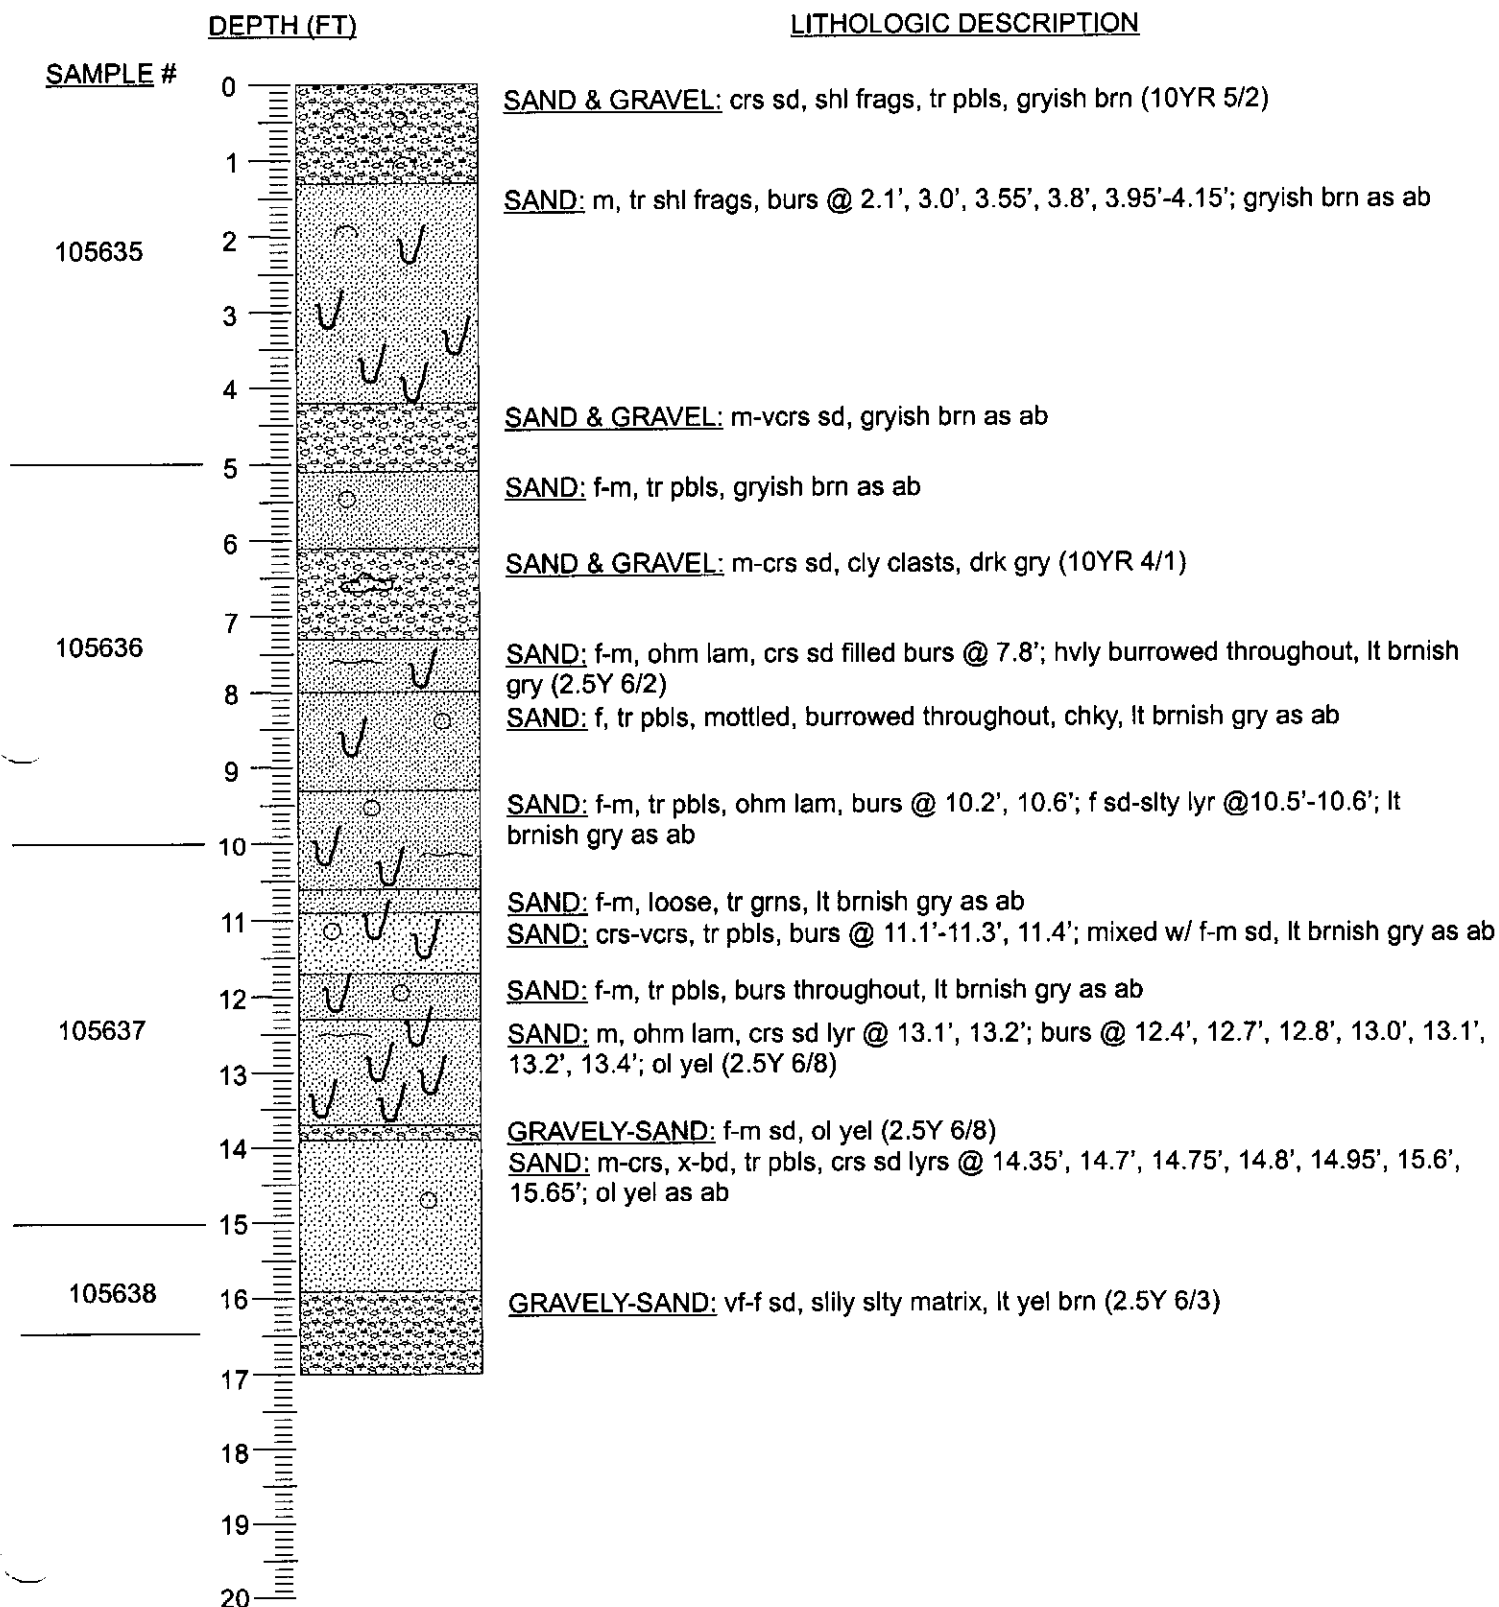 DEPTH (FT)
LITHOLOGIC DESCRIPTION
SAMPLE #
0
SAND & GRAVEL: crs sd, shl frags, tr pbls, gryish brn (10YR 5/2)
1
SAND: m, tr shl frags, burs @ 2.1', 3.0', 3.55', 3.8', 3.95'-4.15'; gryish brn as ab
105635
2
3
4
SAND & GRAVEL: m-vcrs sd, gryish brn as ab
5
SAND: f-m, tr pbls, gryish brn as ab
6
SAND & GRAVEL: m-crs sd, cly clasts, drk gry (10YR 4/1)
7
105636
SAND: f-m, ohm lam, crs sd filled burs @ 7.8'; hvly burrowed throughout, lt brnish
gry (2.5Y 6/2)
8
SAND: f, tr pbls, mottled, burrowed throughout, chky, lt brnish gry as ab
9
SAND: f-m, tr pbls, ohm lam, burs @ 10.2', 10.6'; f sd-slty lyr @10.5'-10.6'; lt
brnish gry as ab
10
SAND: f-m, loose, tr grns, lt brnish gry as ab
11
SAND: crs-vcrs, tr pbls, burs @ 11.1'-11.3', 11.4'; mixed w/ f-m sd, lt brnish gry as ab
12
SAND: f-m, tr pbls, burs throughout, lt brnish gry as ab
105637
SAND: m, ohm lam, crs sd lyr @ 13.1', 13.2'; burs @ 12.4', 12.7', 12.8', 13.0', 13.1',
13.2', 13.4'; ol yel (2.5Y 6/8)
13
GRAVELY-SAND: f-m sd, ol yel (2.5Y 6/8)
14
SAND: m-crs, x-bd, tr pbls, crs sd lyrs @ 14.35', 14.7', 14.75', 14.8', 14.95', 15.6',
15.65'; ol yel as ab
15
105638
16
GRAVELY-SAND: vf-f sd, slily slty matrix, lt yel brn (2.5Y 6/3)
17
18
19
20